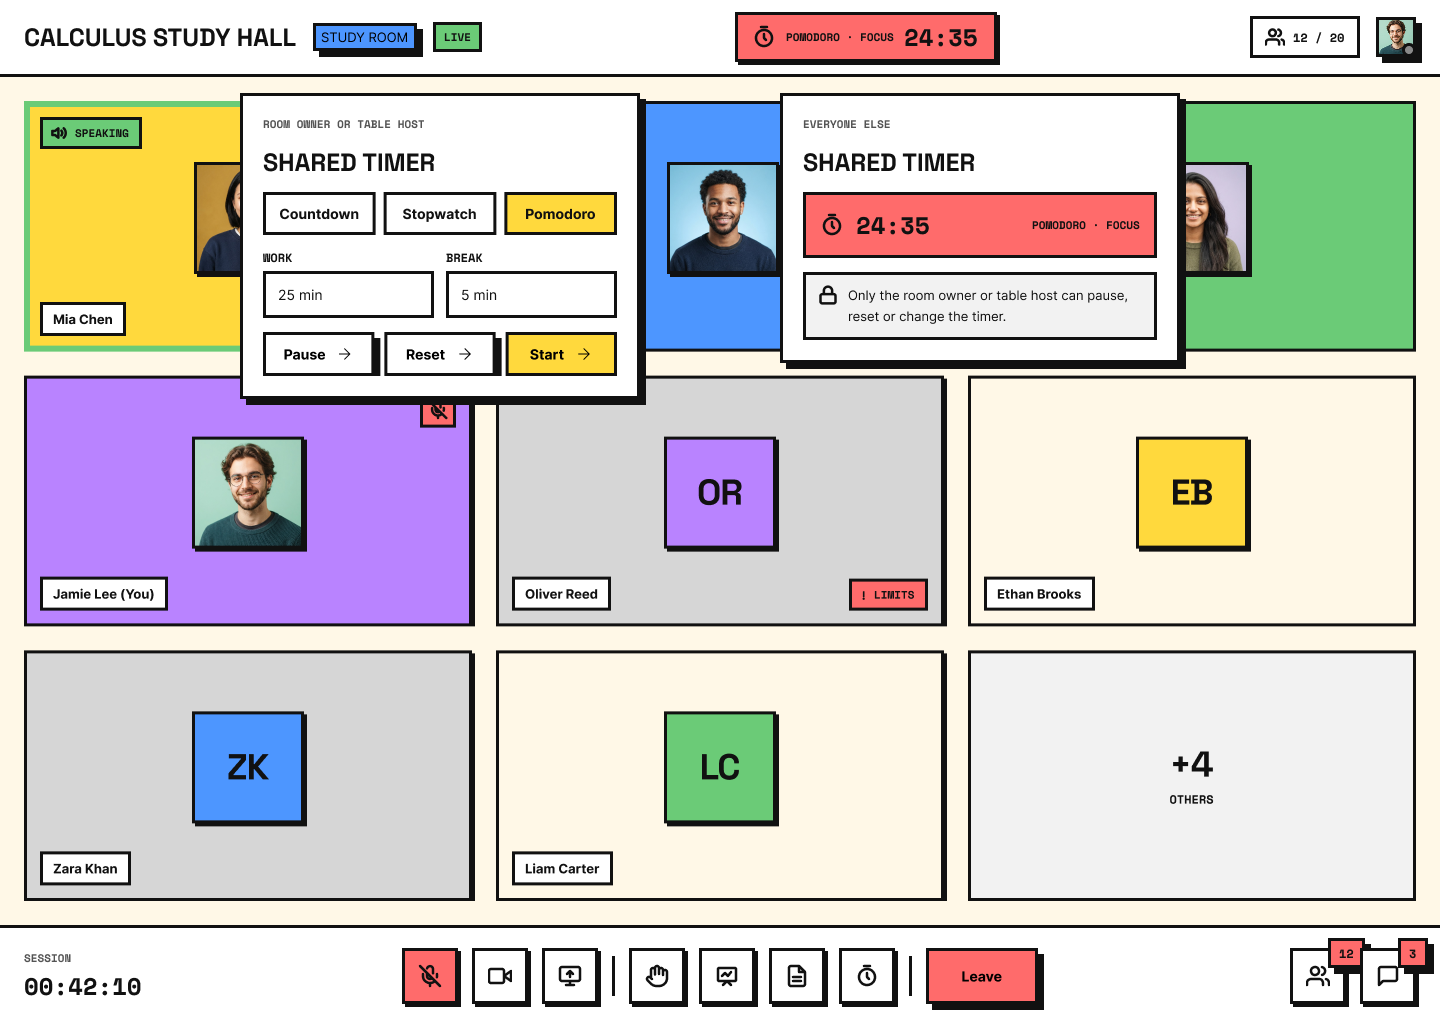 CALCULUS STUDY HALL
STUDY ROOM
LIVE
POMODORO · FOCUS 24:35
12 / 20
SPEAKING
Mia Chen
ROOM OWNER OR TABLE HOST
SHARED TIMER
Countdown
Stopwatch
Pomodoro
WORK
BREAK
25 min
5 min
Pause
Reset
Start
EVERYONE ELSE
SHARED TIMER
24:35
POMODORO · FOCUS
Only the room owner or table host can pause,
reset or change the timer.
Jamie Lee (You)
OR
Oliver Reed
! LIMITS
EB
Ethan Brooks
ZK
Zara Khan
LC
Liam Carter
+4
OTHERS
SESSION
00:42:10
Leave
12
3